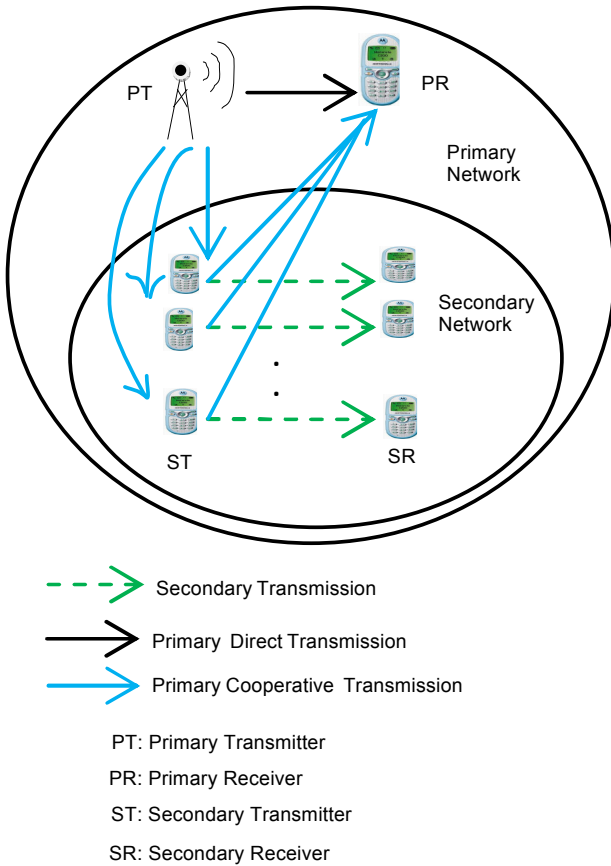 PT
PR
Primary
Network
Secondary
Network
.
.
ST
SR
Secondary Transmission
Primary Direct Transmission
Primary Cooperative Transmission
PT: Primary Transmitter
PR: Primary Receiver
ST: Secondary Transmitter
SR: Secondary Receiver